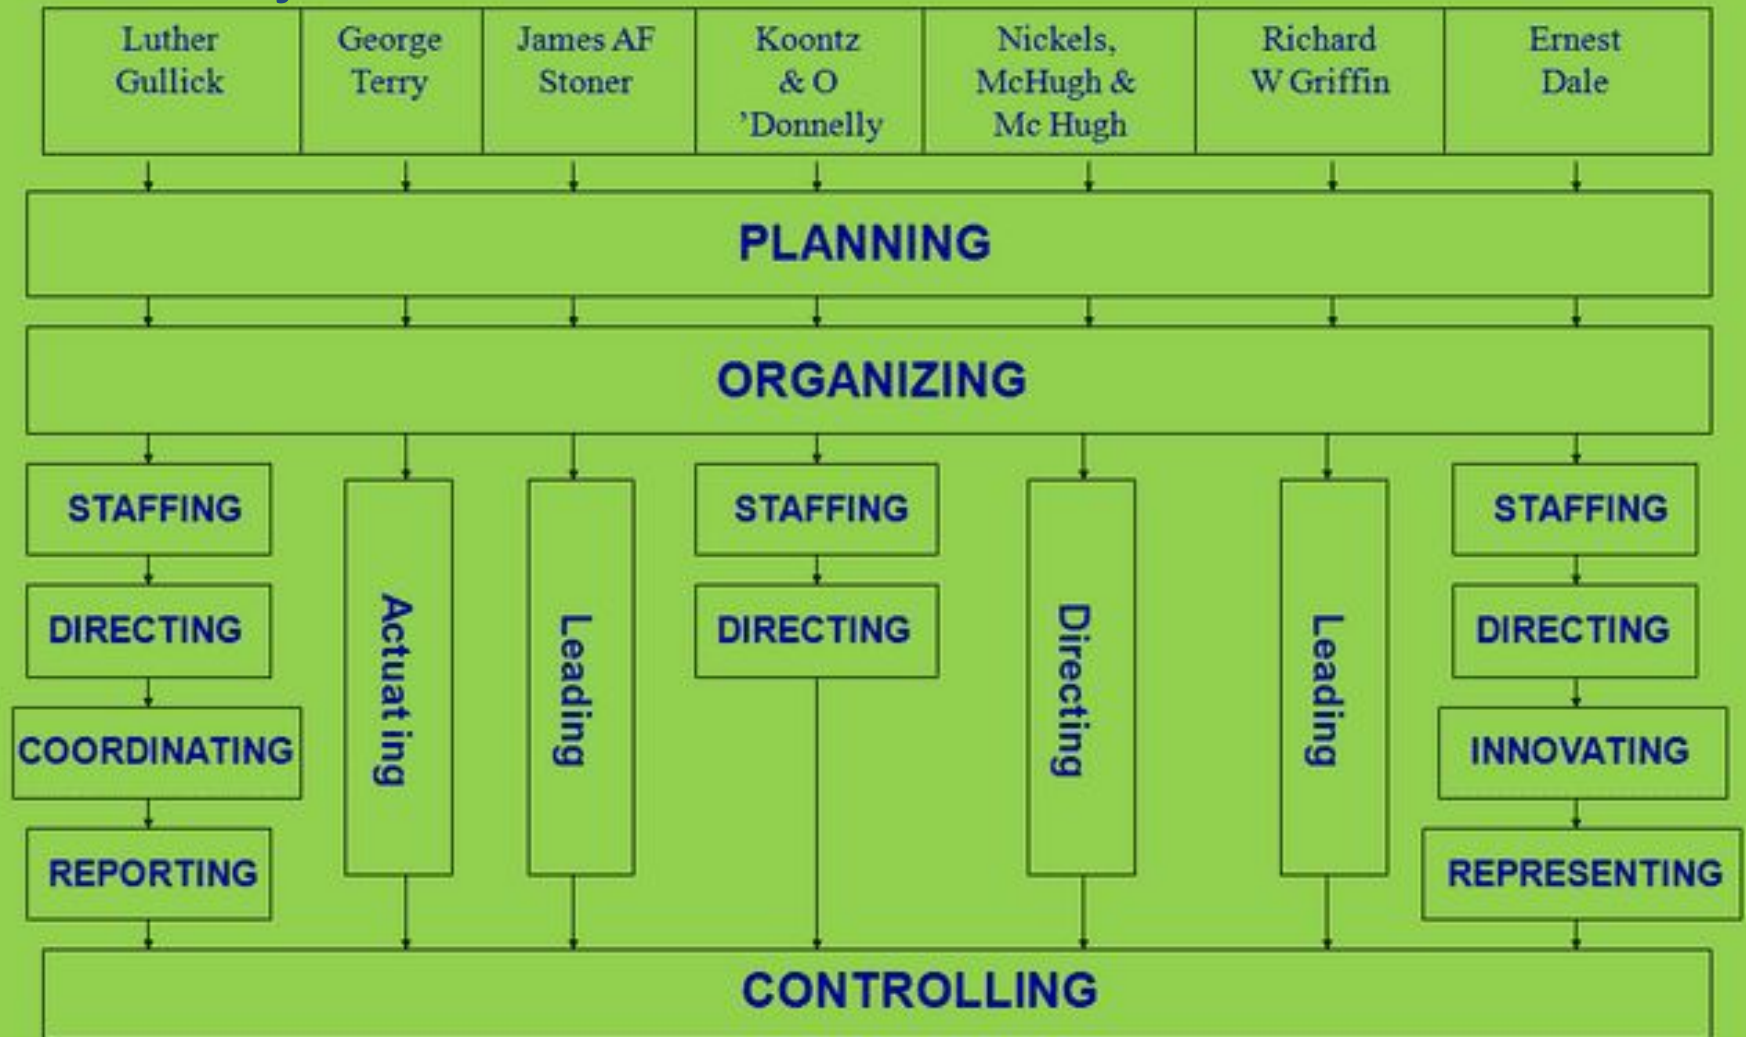 Luther
Gullick
George
Terry
James AF
Stoner
Koontz
& O
’Donnelly
Nickels,
McHugh &
Mc Hugh
Richard
W Griffin
Ernest
Dale
PLANNING
ORGANIZING
STAFFING
DIRECTING
COORDINATING
REPORTING
Actuat ing
Leading
STAFFING
DIRECTING
Directing
Leading
STAFFING
DIRECTING
INNOVATING
REPRESENTING
CONTROLLING